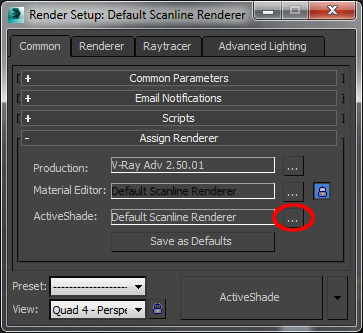 Render Setup: Default Scanline Renderer
Common Renderer Raytracer Advanced Lighting
+ Common Parameters
+ Email Notifications
+ Scripts
- Assign Renderer
Production: V-Ray Adv 2.50.01 ...
Material Editor: Default Scanline Renderer ...
ActiveShade: Default Scanline Renderer ...
Save as Defaults
Preset: --------------------
View: Quad 4 - Perspe
ActiveShade